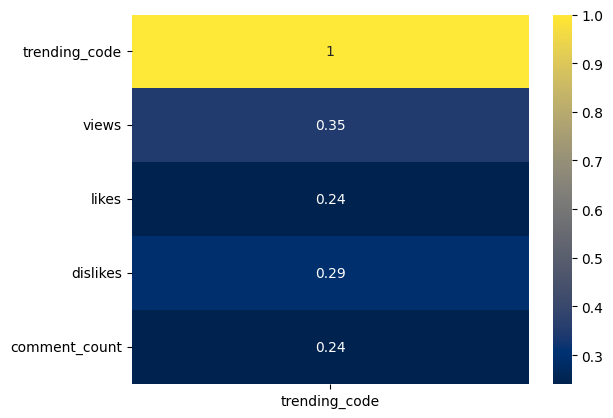 trending_code
views
likes
dislikes
comment_count
1
0.35
0.24
0.29
0.24
trending_code
1.0
0.9
0.8
0.7
0.6
0.5
0.4
0.3